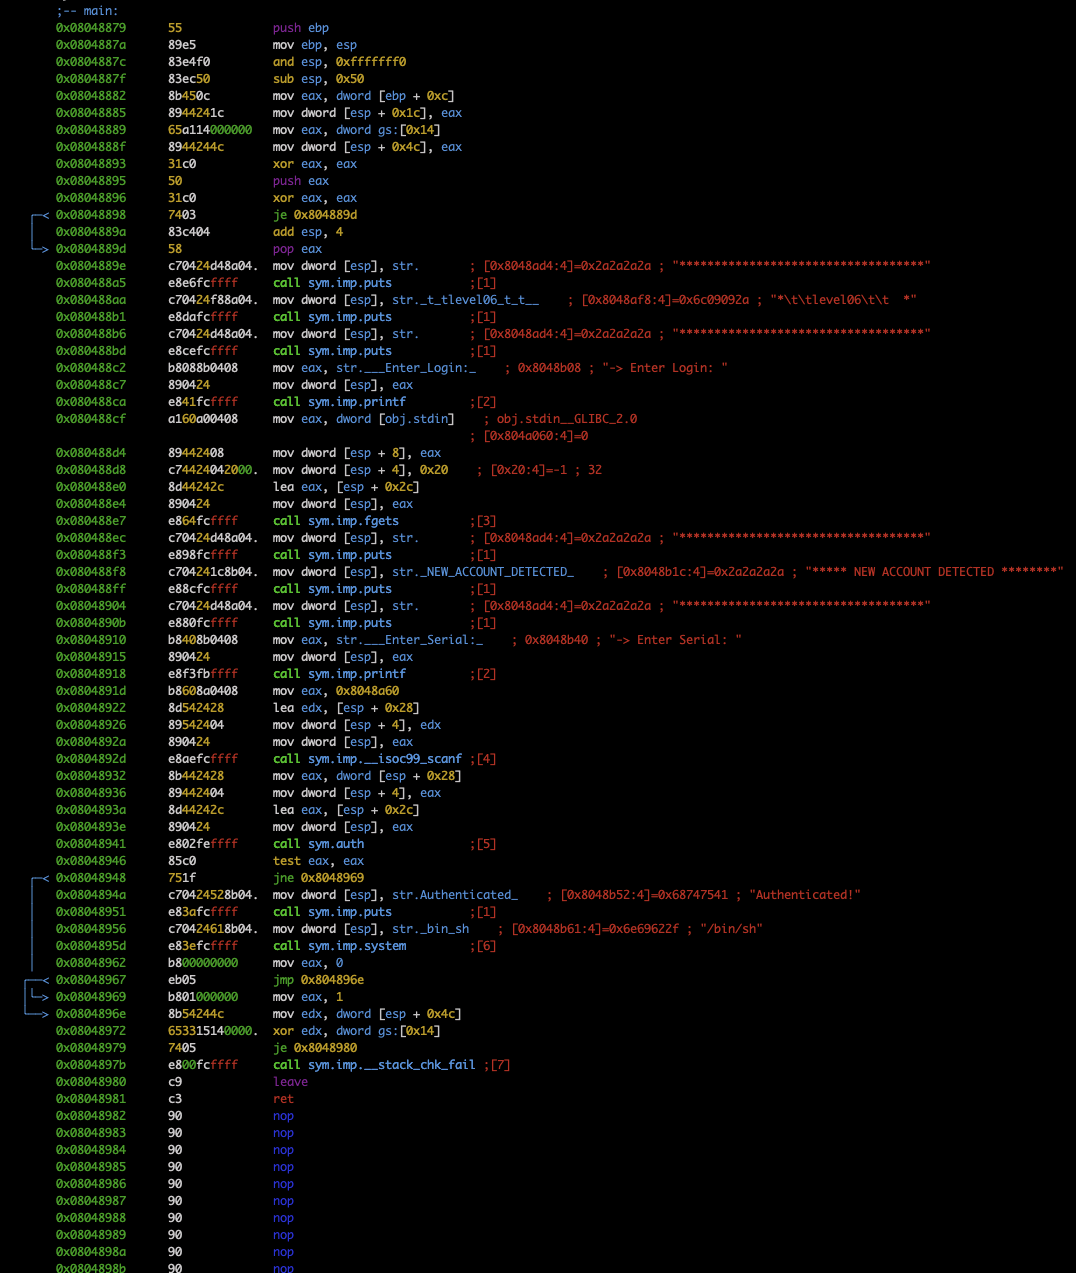 ;-- main:
0x08048879 55 push ebp
0x0804887a 89e5 mov ebp, esp
0x0804887c 83e4f0 and esp, 0xfffffff0
0x0804887f 83ec50 sub esp, 0x50
0x08048882 8b450c mov eax, dword [ebp + 0xc]
0x08048885 8944241c mov dword [esp + 0x1c], eax
0x08048889 65a114000000 mov eax, dword gs:[0x14]
0x0804888f 8944244c mov dword [esp + 0x4c], eax
0x08048893 31c0 xor eax, eax
0x08048895 50 push eax
0x08048896 31c0 xor eax, eax
0x08048898 7403 je 0x804889d
0x0804889a 83c404 add esp, 4
0x0804889d 58 pop eax
0x0804889e c70424d48a04. mov dword [esp], str. ; [0x8048ad4:4]=0x2a2a2a2a ; "***********************************"
0x080488a5 e8e6fcffff call sym.imp.puts ;[1]
0x080488aa c70424f88a04. mov dword [esp], str._t_tlevel06_t_t__ ; [0x8048af8:4]=0x6c09092a ; "*\t\tlevel06\t\t  *"
0x080488b1 e8dafcffff call sym.imp.puts ;[1]
0x080488b6 c70424d48a04. mov dword [esp], str. ; [0x8048ad4:4]=0x2a2a2a2a ; "***********************************"
0x080488bd e8cefcffff call sym.imp.puts ;[1]
0x080488c2 b8088b0408 mov eax, str.___Enter_Login:_ ; 0x8048b08 ; "-> Enter Login: "
0x080488c7 890424 mov dword [esp], eax
0x080488ca e841fcffff call sym.imp.printf ;[2]
0x080488cf a160a00408 mov eax, dword [obj.stdin] ; obj.stdin__GLIBC_2.0
; [0x804a060:4]=0
0x080488d4 89442408 mov dword [esp + 8], eax
0x080488d8 c74424042000. mov dword [esp + 4], 0x20 ; [0x20:4]=-1 ; 32
0x080488e0 8d44242c lea eax, [esp + 0x2c]
0x080488e4 890424 mov dword [esp], eax
0x080488e7 e864fcffff call sym.imp.fgets ;[3]
0x080488ec c70424d48a04. mov dword [esp], str. ; [0x8048ad4:4]=0x2a2a2a2a ; "***********************************"
0x080488f3 e898fcffff call sym.imp.puts ;[1]
0x080488f8 c704241c8b04. mov dword [esp], str._NEW_ACCOUNT_DETECTED_ ; [0x8048b1c:4]=0x2a2a2a2a ; "***** NEW ACCOUNT DETECTED ********"
0x080488ff e88cfcffff call sym.imp.puts ;[1]
0x08048904 c70424d48a04. mov dword [esp], str. ; [0x8048ad4:4]=0x2a2a2a2a ; "***********************************"
0x0804890b e880fcffff call sym.imp.puts ;[1]
0x08048910 b8408b0408 mov eax, str.___Enter_Serial:_ ; 0x8048b40 ; "-> Enter Serial: "
0x08048915 890424 mov dword [esp], eax
0x08048918 e8f3fbffff call sym.imp.printf ;[2]
0x0804891d b8608a0408 mov eax, 0x8048a60
0x08048922 8d542428 lea edx, [esp + 0x28]
0x08048926 89542404 mov dword [esp + 4], edx
0x0804892a 890424 mov dword [esp], eax
0x0804892d e8aefcffff call sym.imp.__isoc99_scanf ;[4]
0x08048932 8b442428 mov eax, dword [esp + 0x28]
0x08048936 89442404 mov dword [esp + 4], eax
0x0804893a 8d44242c lea eax, [esp + 0x2c]
0x0804893e 890424 mov dword [esp], eax
0x08048941 e802feffff call sym.auth ;[5]
0x08048946 85c0 test eax, eax
0x08048948 751f jne 0x8048969
0x0804894a c70424528b04. mov dword [esp], str.Authenticated_ ; [0x8048b52:4]=0x68747541 ; "Authenticated!"
0x08048951 e83afcffff call sym.imp.puts ;[1]
0x08048956 c70424618b04. mov dword [esp], str._bin_sh ; [0x8048b61:4]=0x6e69622f ; "/bin/sh"
0x0804895d e83efcffff call sym.imp.system ;[6]
0x08048962 b800000000 mov eax, 0
0x08048967 eb05 jmp 0x804896e
0x08048969 b801000000 mov eax, 1
0x0804896e 8b54244c mov edx, dword [esp + 0x4c]
0x08048972 653315140000. xor edx, dword gs:[0x14]
0x08048979 7405 je 0x8048980
0x0804897b e800fcffff call sym.imp.__stack_chk_fail ;[7]
0x08048980 c9 leave
0x08048981 c3 ret
0x08048982 90 nop
0x08048983 90 nop
0x08048984 90 nop
0x08048985 90 nop
0x08048986 90 nop
0x08048987 90 nop
0x08048988 90 nop
0x08048989 90 nop
0x0804898a 90 nop
0x0804898b 90 nop